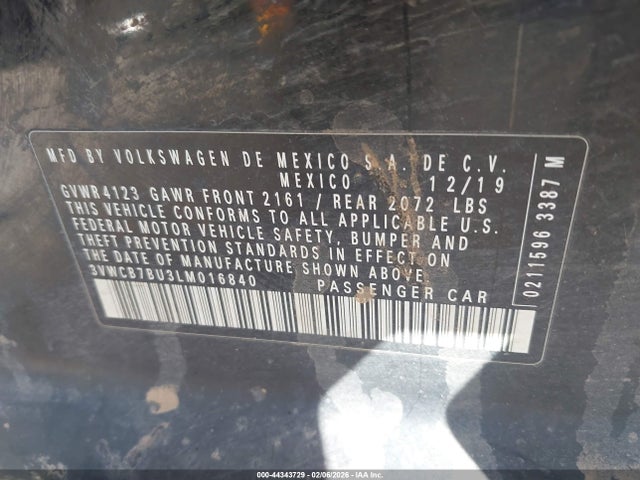 MFD BY VOLKSWAGEN DE MEXICO S.A. DE C.V.
MEXICO 12/19
GVWR4123 GAWR FRONT 2161 / REAR 2072 LBS
THIS VEHICLE CONFORMS TO ALL APPLICABLE U.S.
FEDERAL MOTOR VEHICLE SAFETY, BUMPER AND
THEFT PREVENTION STANDARDS IN EFFECT ON
THE DATE OF MANUFACTURE SHOWN ABOVE.
3VWCB7BU3LM016840 PASSENGER CAR
0211596 3387 M
000-44343729 - 02/06/2026 - IAA Inc.